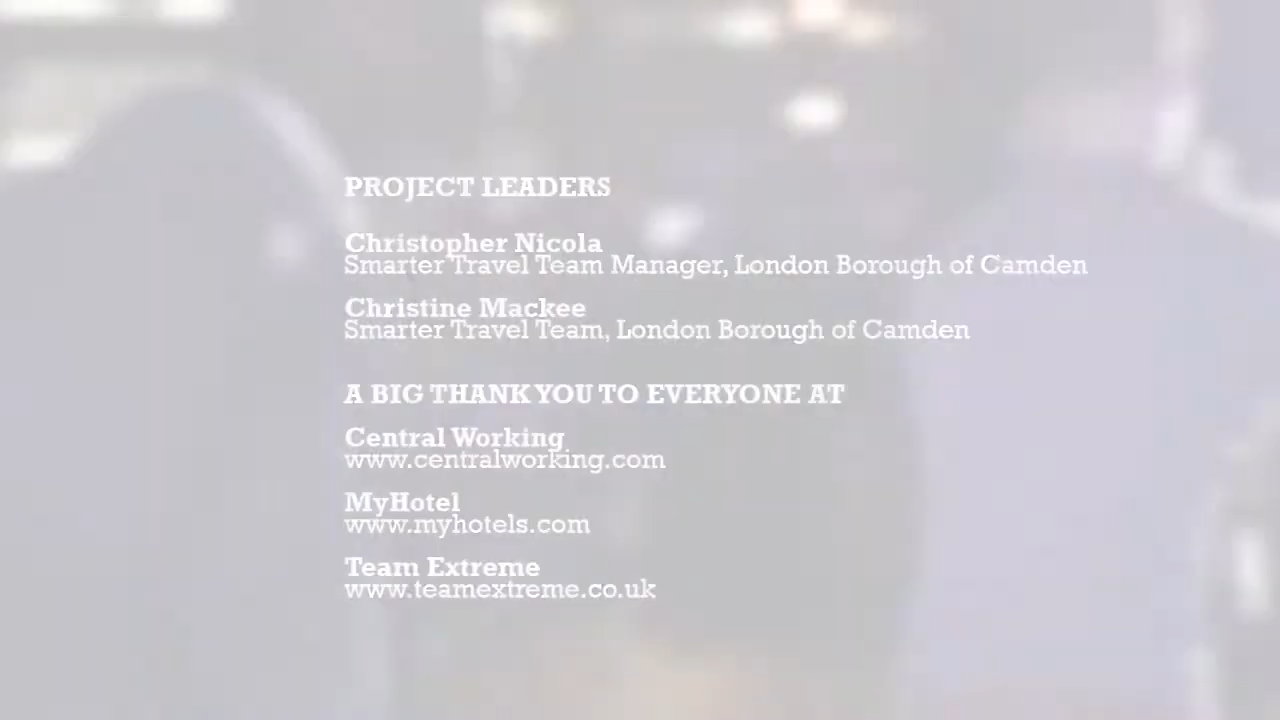 PROJECT LEADERS
Christopher Nicola
Smarter Travel Team Manager, London Borough of Camden
Christine Mackee
Smarter Travel Team, London Borough of Camden
A BIG THANK YOU TO EVERYONE AT
Central Working
www.centralworking.com
MyHotel
www.myhotels.com
Team Extreme
www.teamextreme.co.uk